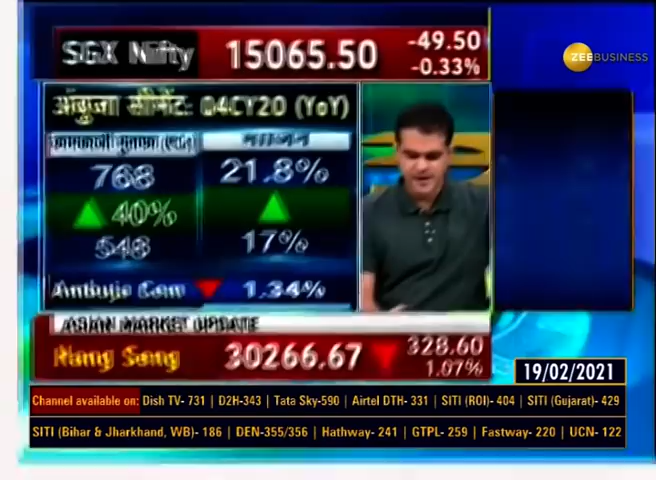 SGX Nifty 15065.50 -49.50
-0.33%
ZEE BUSINESS
अंबुजा सीमेंट: Q4CY20 (YoY)
मार्जिन
768 21.8%
40%
548 17%
Ambuja Cem 1.34%
ASIAN MARKET UPDATE
Hang Seng 30266.67 328.60
1.07%
19/02/2021
Channel available on: Dish TV- 731 | D2H-343 | Tata Sky-590 | Airtel DTH- 331 | SITI (ROI)- 404 | SITI (Gujarat)- 429
SITI (Bihar & Jharkhand, WB)- 186 | DEN-355/356 | Hathway- 241 | GTPL- 259 | Fastway- 220 | UCN- 122